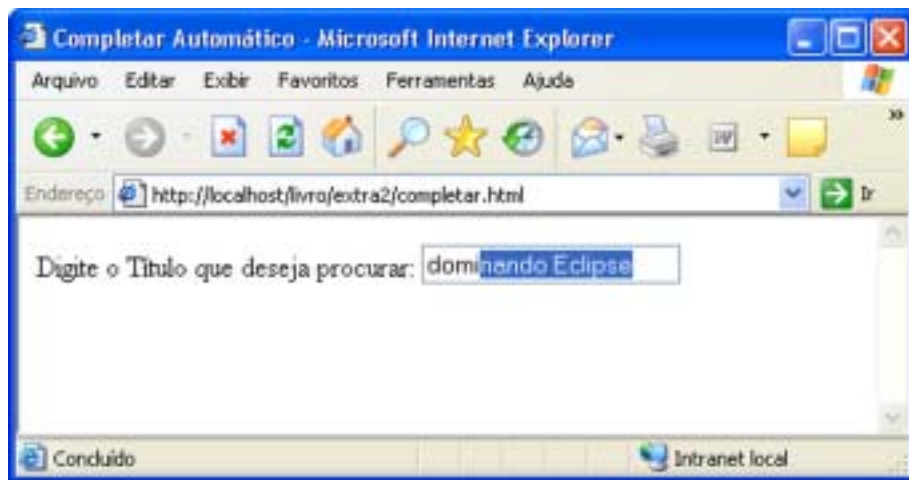 Completar Automático - Microsoft Internet Explorer
Arquivo Editar Exibir Favoritos Ferramentas Ajuda
Endereço http://localhost/livro/extra2/completar.html Ir
Digite o Título que deseja procurar: dominando Eclipse
Concluído Intranet local